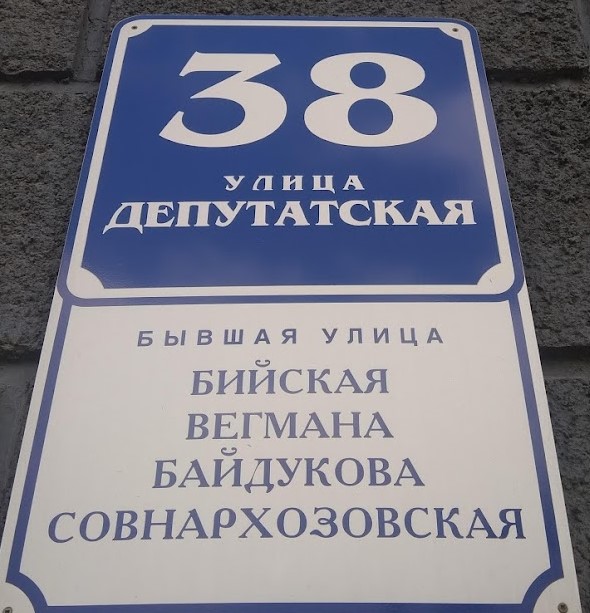 38
УЛИЦА
ДЕПУТАТСКАЯ
БЫВШАЯ УЛИЦА
БИЙСКАЯ
ВЕГМАНА
БАЙДУКОВА
СОВНАРХОЗОВСКАЯ